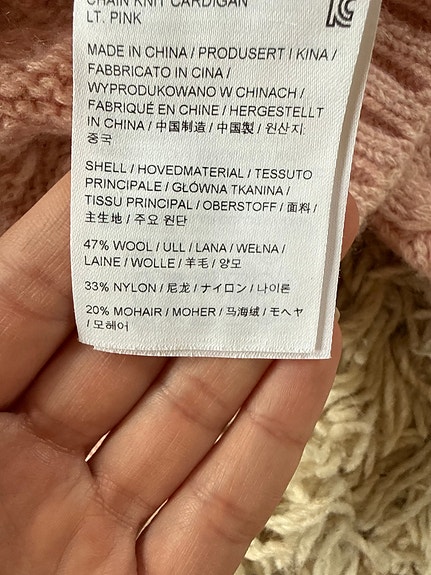 CHAIN KNIT CARDIGAN
LT. PINK
MADE IN CHINA / PRODUSERT I KINA /
FABBRICATO IN CINA /
WYPRODUKOWANO W CHINACH /
FABRIQUÉ EN CHINE / HERGESTELLT
IN CHINA / 中国制造 / 中国製 / 원산지:
중국
SHELL / HOVEDMATERIAL / TESSUTO
PRINCIPALE / GŁÓWNA TKANINA /
TISSU PRINCIPAL / OBERSTOFF / 面料 /
主生地 / 주요 원단
47% WOOL / ULL / LANA / WEŁNA /
LAINE / WOLLE / 羊毛 / 양모
33% NYLON / 尼龙 / ナイロン / 나이론
20% MOHAIR / MOHER / 马海绒 / モヘヤ
/ 모헤어